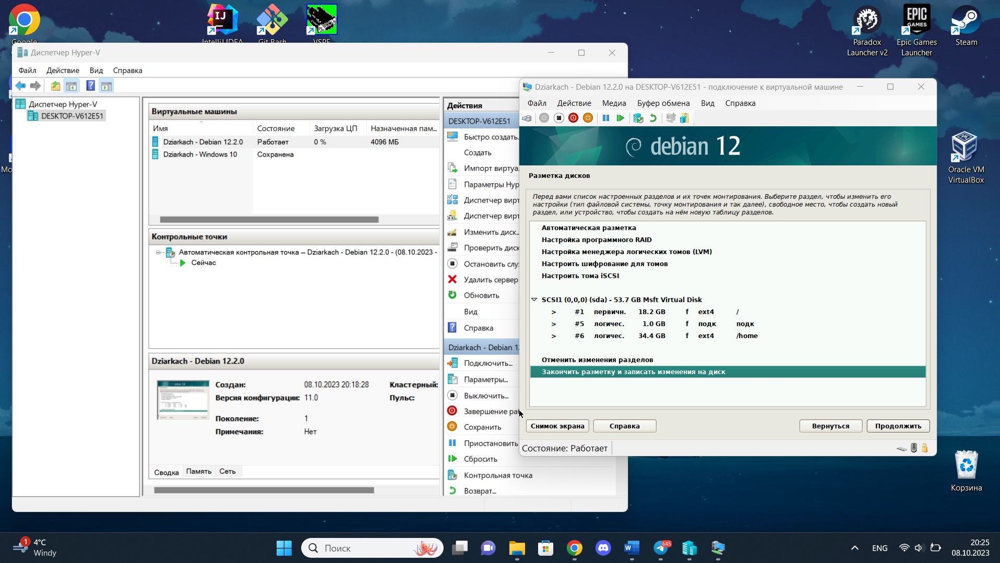 Google
IntelliJ IDEA
Git Bash
VSPE
Paradox
Launcher v2
Epic Games
Launcher
Steam
Диспетчер Hyper-V
Файл Действие Вид Справка
Диспетчер Hyper-V
DESKTOP-V612E51
Виртуальные машины
Имя Состояние Загрузка ЦП Назначенная пам...
Dziarkach - Debian 12.2.0 Работает 0 % 4096 МБ
Dziarkach - Windows 10 Сохранена
Контрольные точки
Автоматическая контрольная точка – Dziarkach - Debian 12.2.0 - (08.10.2023 -
Сейчас
Dziarkach - Debian 12.2.0
Создан: 08.10.2023 20:18:28 Кластерный:
Версия конфигурации: 11.0 Пульс:
Поколение: 1
Примечания: Нет
Сводка Память Сеть
Действия
DESKTOP-V612E51
Быстро создать.
Создать
Импорт виртуа
Параметры Hyp
Диспетчер вирт
Диспетчер вирт
Изменить диск..
Проверить диск
Остановить слу
Удалить сервер
Обновить
Вид
Справка
Dziarkach - Debian 12
Подключить...
Параметры...
Выключить...
Завершение ра
Сохранить
Приостановить
Сбросить
Контрольная точка
Возврат...
Dziarkach - Debian 12.2.0 на DESKTOP-V612E51 - подключение к виртуальной машине
Файл Действие Медиа Буфер обмена Вид Справка
debian 12
Разметка дисков
Перед вами список настроенных разделов и их точек монтирования. Выберите раздел, чтобы изменить его
настройки (тип файловой системы, точку монтирования и так далее), свободное место, чтобы создать новый
раздел, или устройство, чтобы создать на нём новую таблицу разделов.
Автоматическая разметка
Настройка программного RAID
Настройка менеджера логических томов (LVM)
Настроить шифрование для томов
Настроить тома iSCSI
SCSI1 (0,0,0) (sda) - 53.7 GB Msft Virtual Disk
> #1 первичн. 18.2 GB f ext4 /
> #5 логичес. 1.0 GB f подк подк
> #6 логичес. 34.4 GB f ext4 /home
Отменить изменения разделов
Закончить разметку и записать изменения на диск
Снимок экрана Справка Вернуться Продолжить
Состояние: Работает
Oracle VM
VirtualBox
Корзина
Mo
1
4°C
Windy
Поиск
645
ENG
20:25
08.10.2023